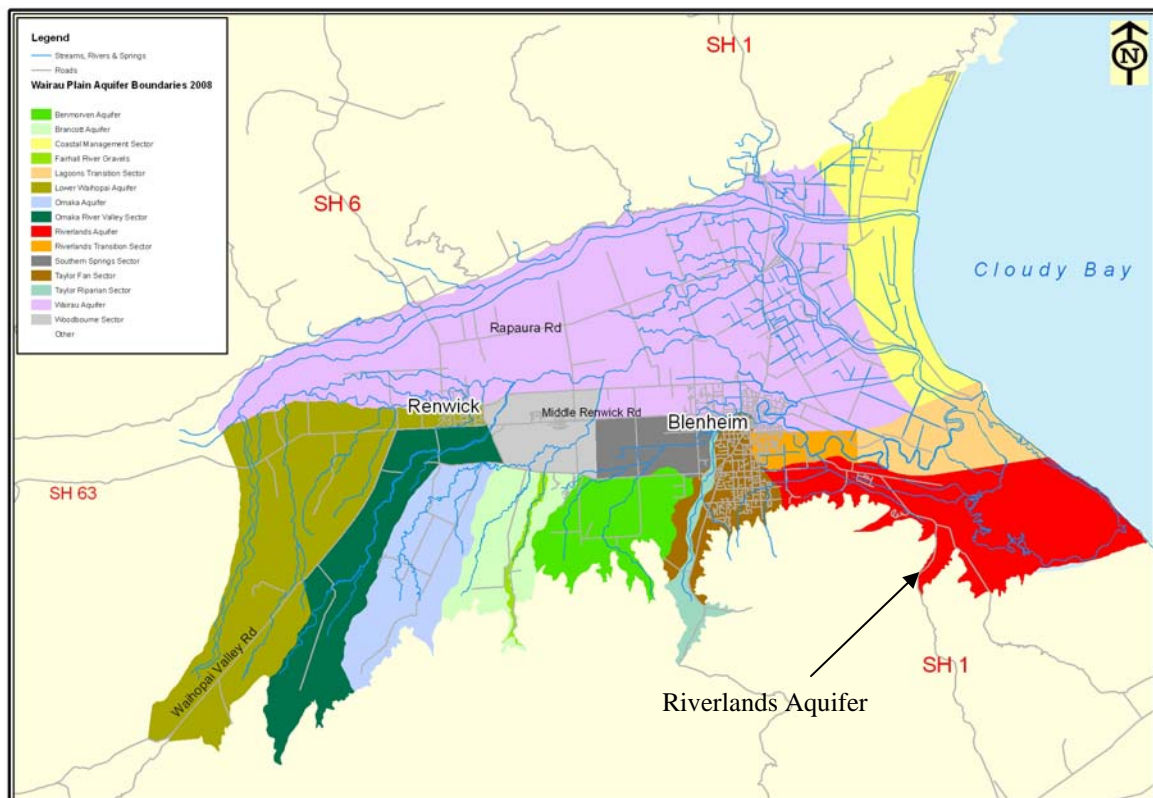 Legend
Streams, Rivers & Springs
Roads
Wairau Plain Aquifer Boundaries 2008
Benmorven Aquifer
Brancott Aquifer
Coastal Management Sector
Fairhall River Gravels
Lagoons Transition Sector
Lower Waihopai Aquifer
Omaka Aquifer
Omaka River Valley Sector
Riverlands Aquifer
Riverlands Transition Sector
Southern Springs Sector
Taylor Fan Sector
Taylor Riparian Sector
Wairau Aquifer
Woodbourne Sector
Other
SH 1
N
SH 6
Cloudy Bay
Rapaura Rd
Renwick
Middle Renwick Rd
Blenheim
SH 63
Waihopai Valley Rd
SH 1
Riverlands Aquifer